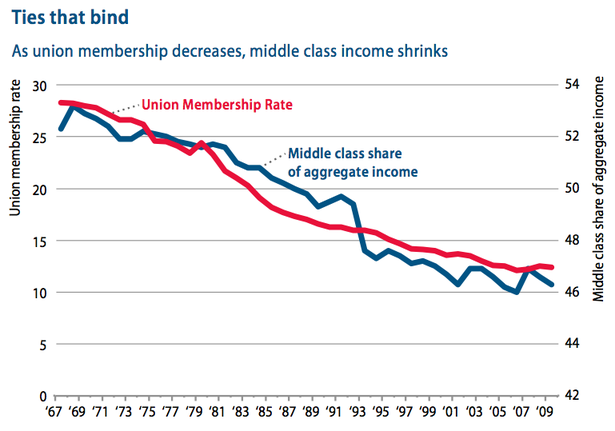 Ties that bind
As union membership decreases, middle class income shrinks
Union membership rate
30
25
20
15
10
5
0
Union Membership Rate
Middle class share
of aggregate income
54
52
50
48
46
44
42
Middle class share of aggregate income
'67 '69 '71 '73 '75 '77 '79 '81 '83 '85 '87 '89 '91 '93 '95 '97 '99 '01 '03 '05 '07 '09